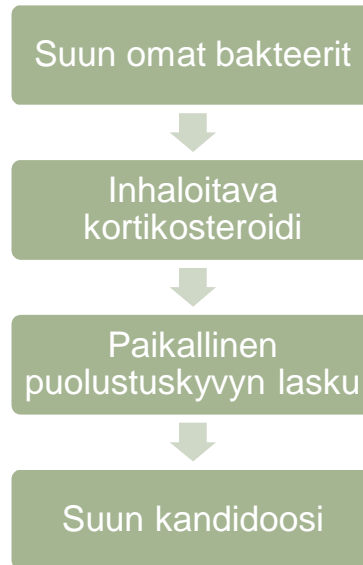 Suun omat bakteerit
Inhaloitava
kortikosteroidi
Paikallinen
puolustuskyvyn lasku
Suun kandidoosi